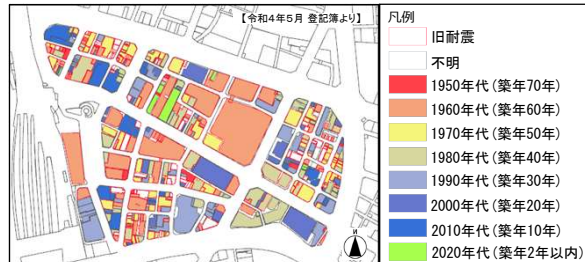 【令和4年5月 登記簿より】
N
凡例
旧耐震
不明
1950年代(築年70年)
1960年代(築年60年)
1970年代(築年50年)
1980年代(築年40年)
1990年代(築年30年)
2000年代(築年20年)
2010年代(築年10年)
2020年代(築年2年以内)